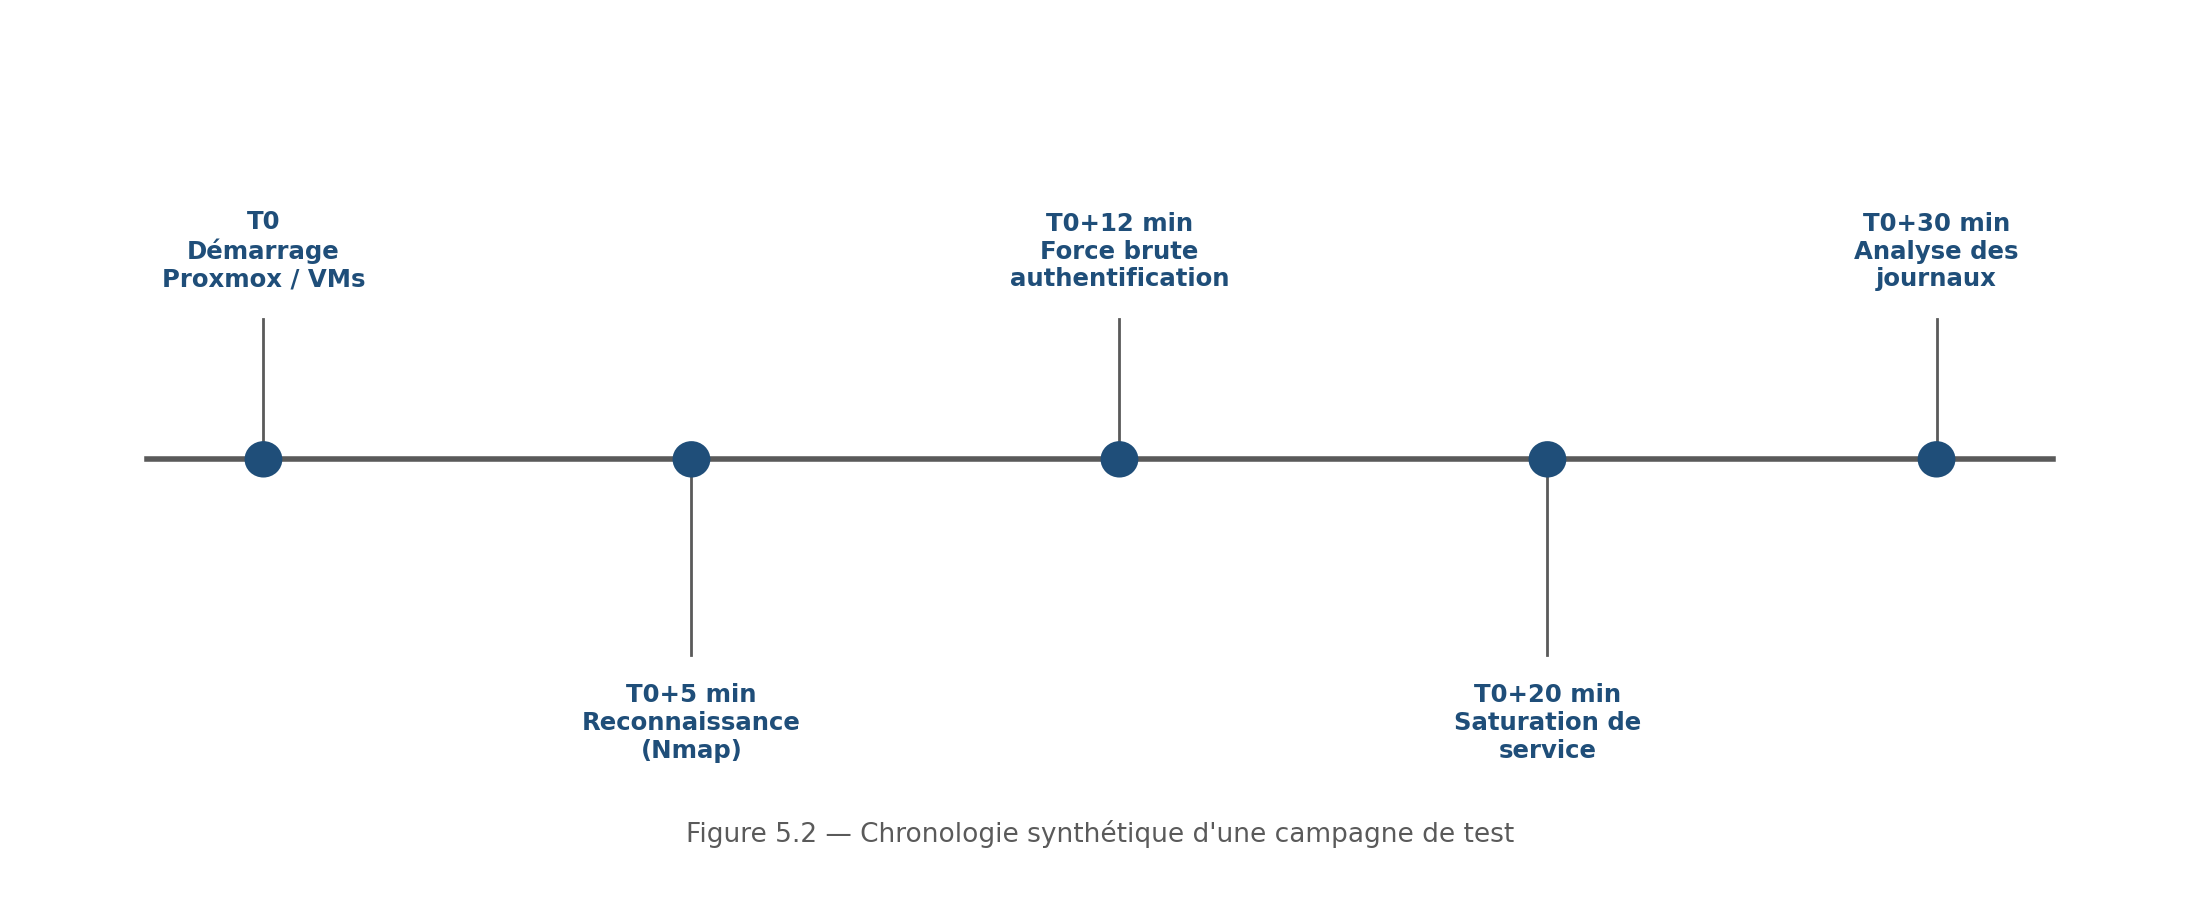 T0
Démarrage
Proxmox / VMs
T0+5 min
Reconnaissance
(Nmap)
T0+12 min
Force brute
authentification
T0+20 min
Saturation de
service
T0+30 min
Analyse des
journaux
Figure 5.2 — Chronologie synthétique d'une campagne de test